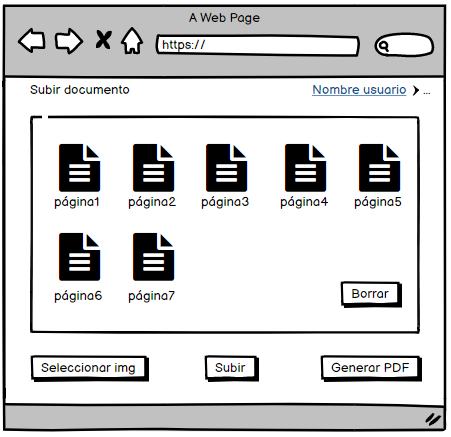 A Web Page
https://
Subir documento
Nombre usuario ...
página1 página2 página3 página4 página5
página6 página7
Borrar
Seleccionar img Subir Generar PDF